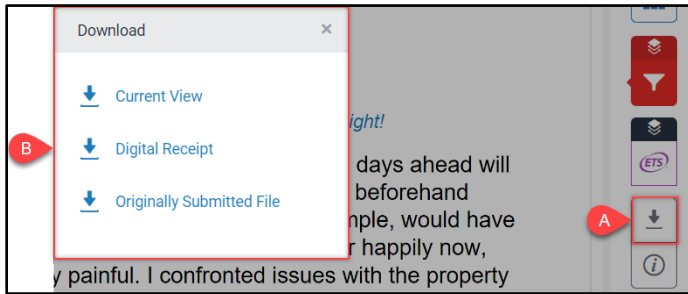 Download ×
Current View
Digital Receipt
Originally Submitted File
B
ight!
days ahead will
beforehand
mple, would have
r happily now,
y painful. I confronted issues with the property
ETS
A
i